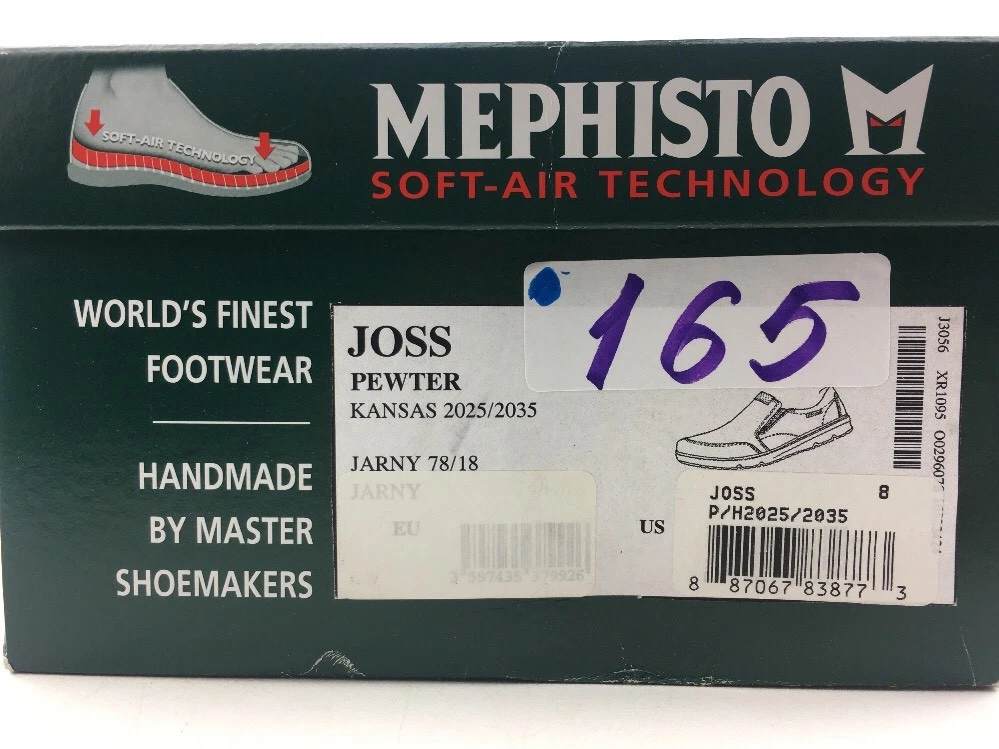 SOFT-AIR TECHNOLOGY
MEPHISTO
SOFT-AIR TECHNOLOGY
WORLD'S FINEST
FOOTWEAR
HANDMADE
BY MASTER
SHOEMAKERS
165
JOSS
PEWTER
KANSAS 2025/2035
JARNY 78/18
JARNY
EU
US
JOSS 8
P/H2025/2035
8 87067 83877 3
J3056 XR1095